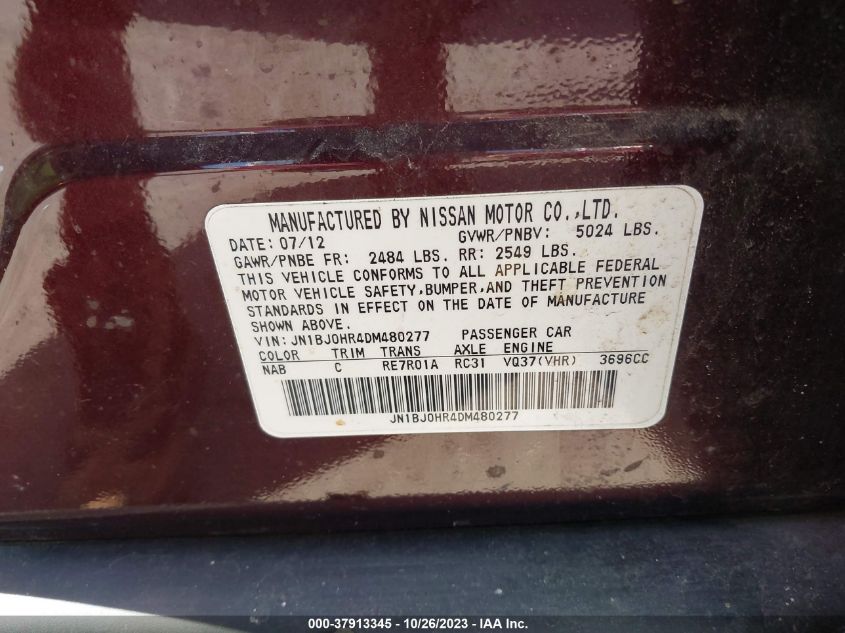 MANUFACTURED BY NISSAN MOTOR CO.,LTD.
DATE: 07/12 GVWR/PNBV: 5024 LBS.
GAWR/PNBE FR: 2484 LBS. RR: 2549 LBS.
THIS VEHICLE CONFORMS TO ALL APPLICABLE FEDERAL
MOTOR VEHICLE SAFETY,BUMPER,AND THEFT PREVENTION
STANDARDS IN EFFECT ON THE DATE OF MANUFACTURE
SHOWN ABOVE.
VIN: JN1BJ0HR4DM480277 PASSENGER CAR
COLOR TRIM TRANS AXLE ENGINE
NAB C RE7R01A RC31 VQ37(VHR) 3696CC
JN1BJ0HR4DM480277
000-37913345 - 10/26/2023 - IAA Inc.